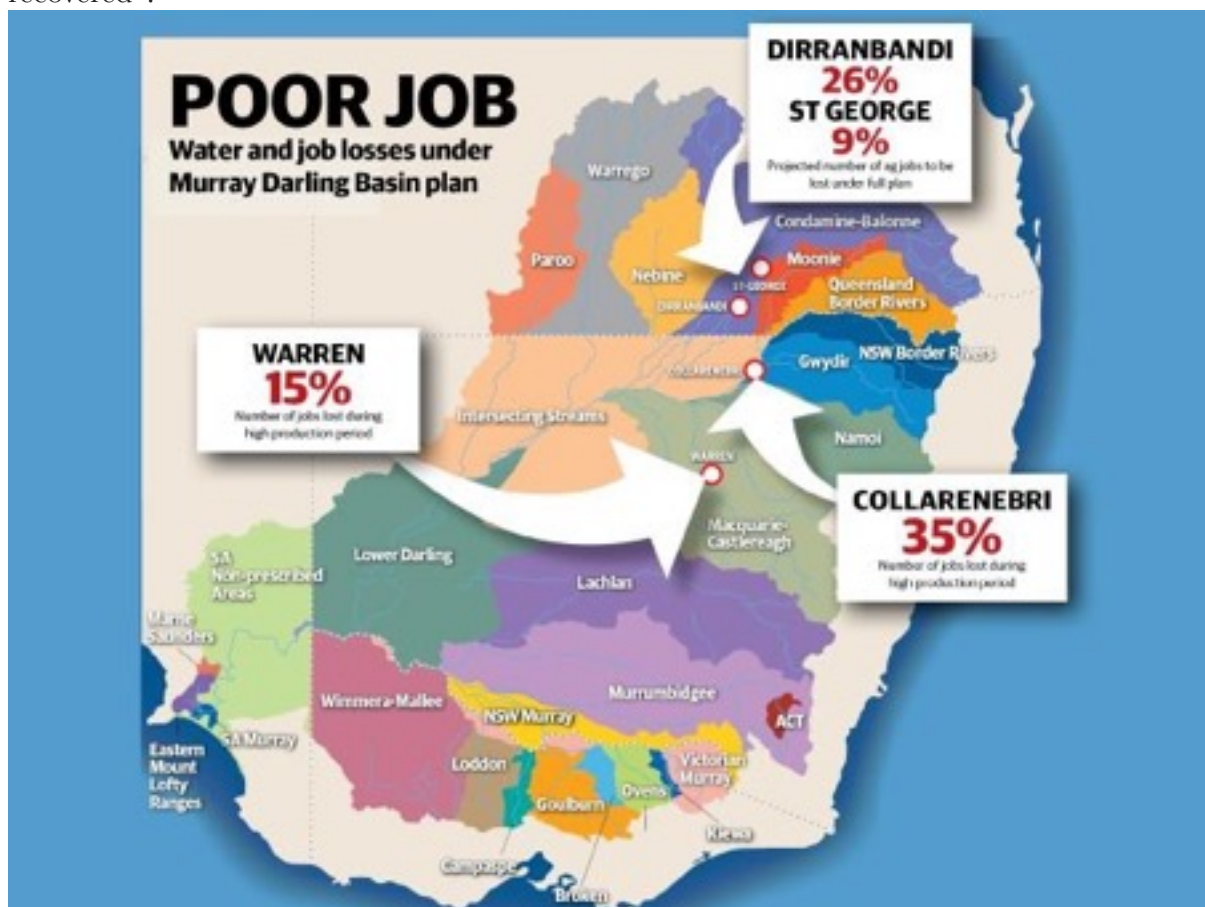 POOR JOB
Water and job losses under
Murray Darling Basin plan
DIRRANBANDI
26%
ST GEORGE
9%
Projected number of ag jobs to be
lost under full plan
Warrego
Condamine-Balonne
Paroo
Nebine
Moonie
ST GEORGE
DIRRANBANDI
Queensland
Border Rivers
WARREN
15%
Number of jobs lost during
high production period
COLLARENEBRI
Gwydir
NSW Border Rivers
Intersecting Streams
Namoi
WARREN
COLLARENEBRI
35%
Number of jobs lost during
high production period
Macquarie-
Castlereagh
Lower Darling
SA
Non-prescribed
Areas
Lachlan
Marne
Saunders
Wimmera-Mallee
Murrumbidgee
NSW Murray
ACT
SA Murray
Eastern
Mount
Lofty
Ranges
Loddon
Victorian
Murray
Goulburn
Ovens
Kiewa
Campaspe
Broken